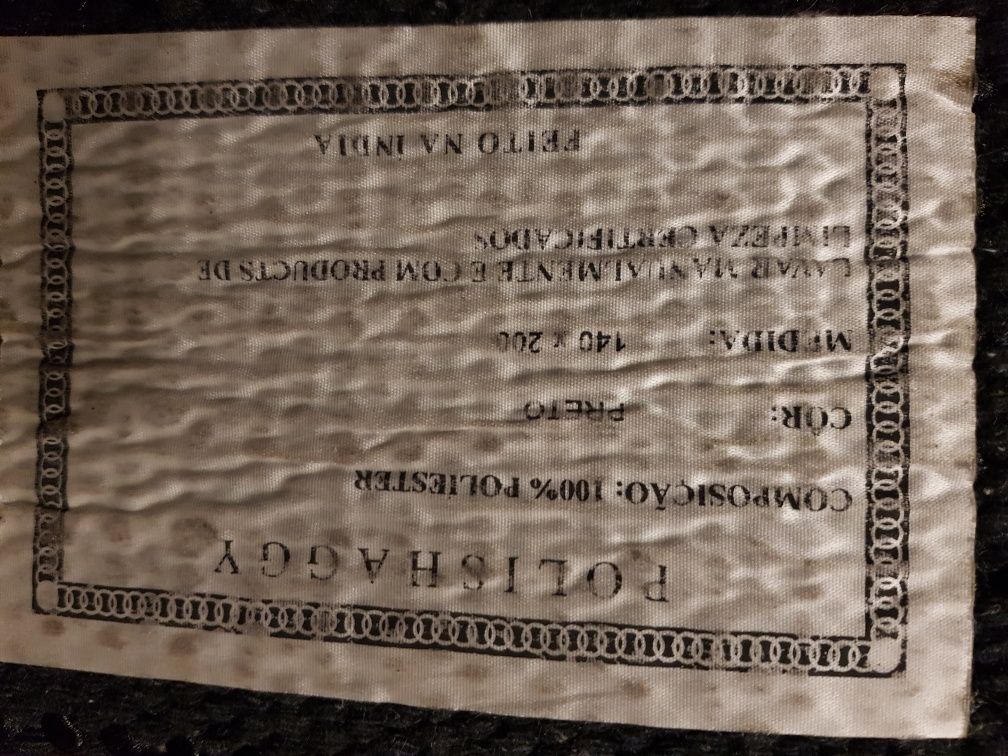 POLISHAGGY
COMPOSIÇÃO: 100% POLIESTER
CÔR: PRETO
MEDIDA: 140 x 200
LAVAR MANUALMENTE E COM PRODUCTS DE
LIMPEZA CERTIFICADOS
FEITO NA ÍNDIA